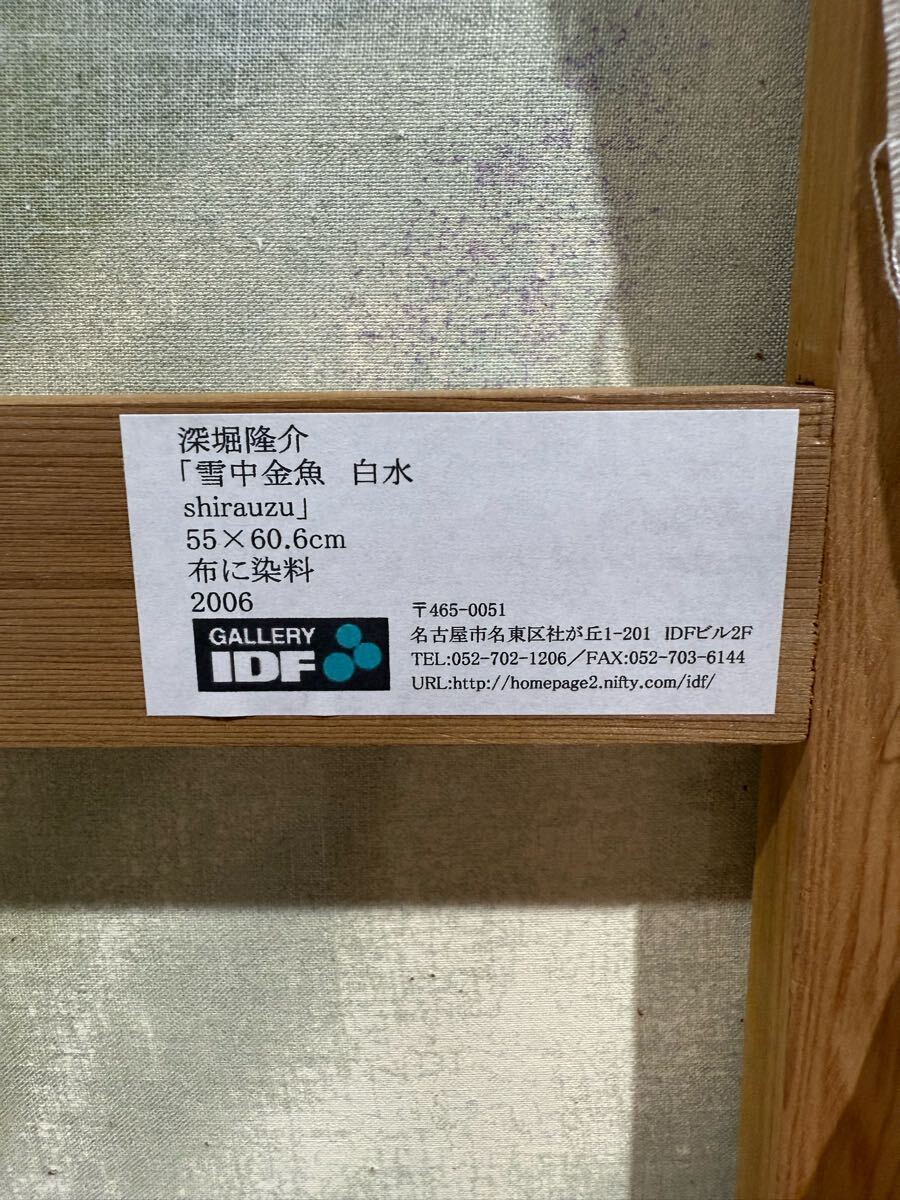 深堀隆介
「雪中金魚　白水
shirauzu」
55×60.6cm
布に染料
2006
GALLERY
IDF
〒465-0051
名古屋市名東区社が丘1-201 IDFビル2F
TEL:052-702-1206／FAX:052-703-6144
URL:http://homepage2.nifty.com/idf/